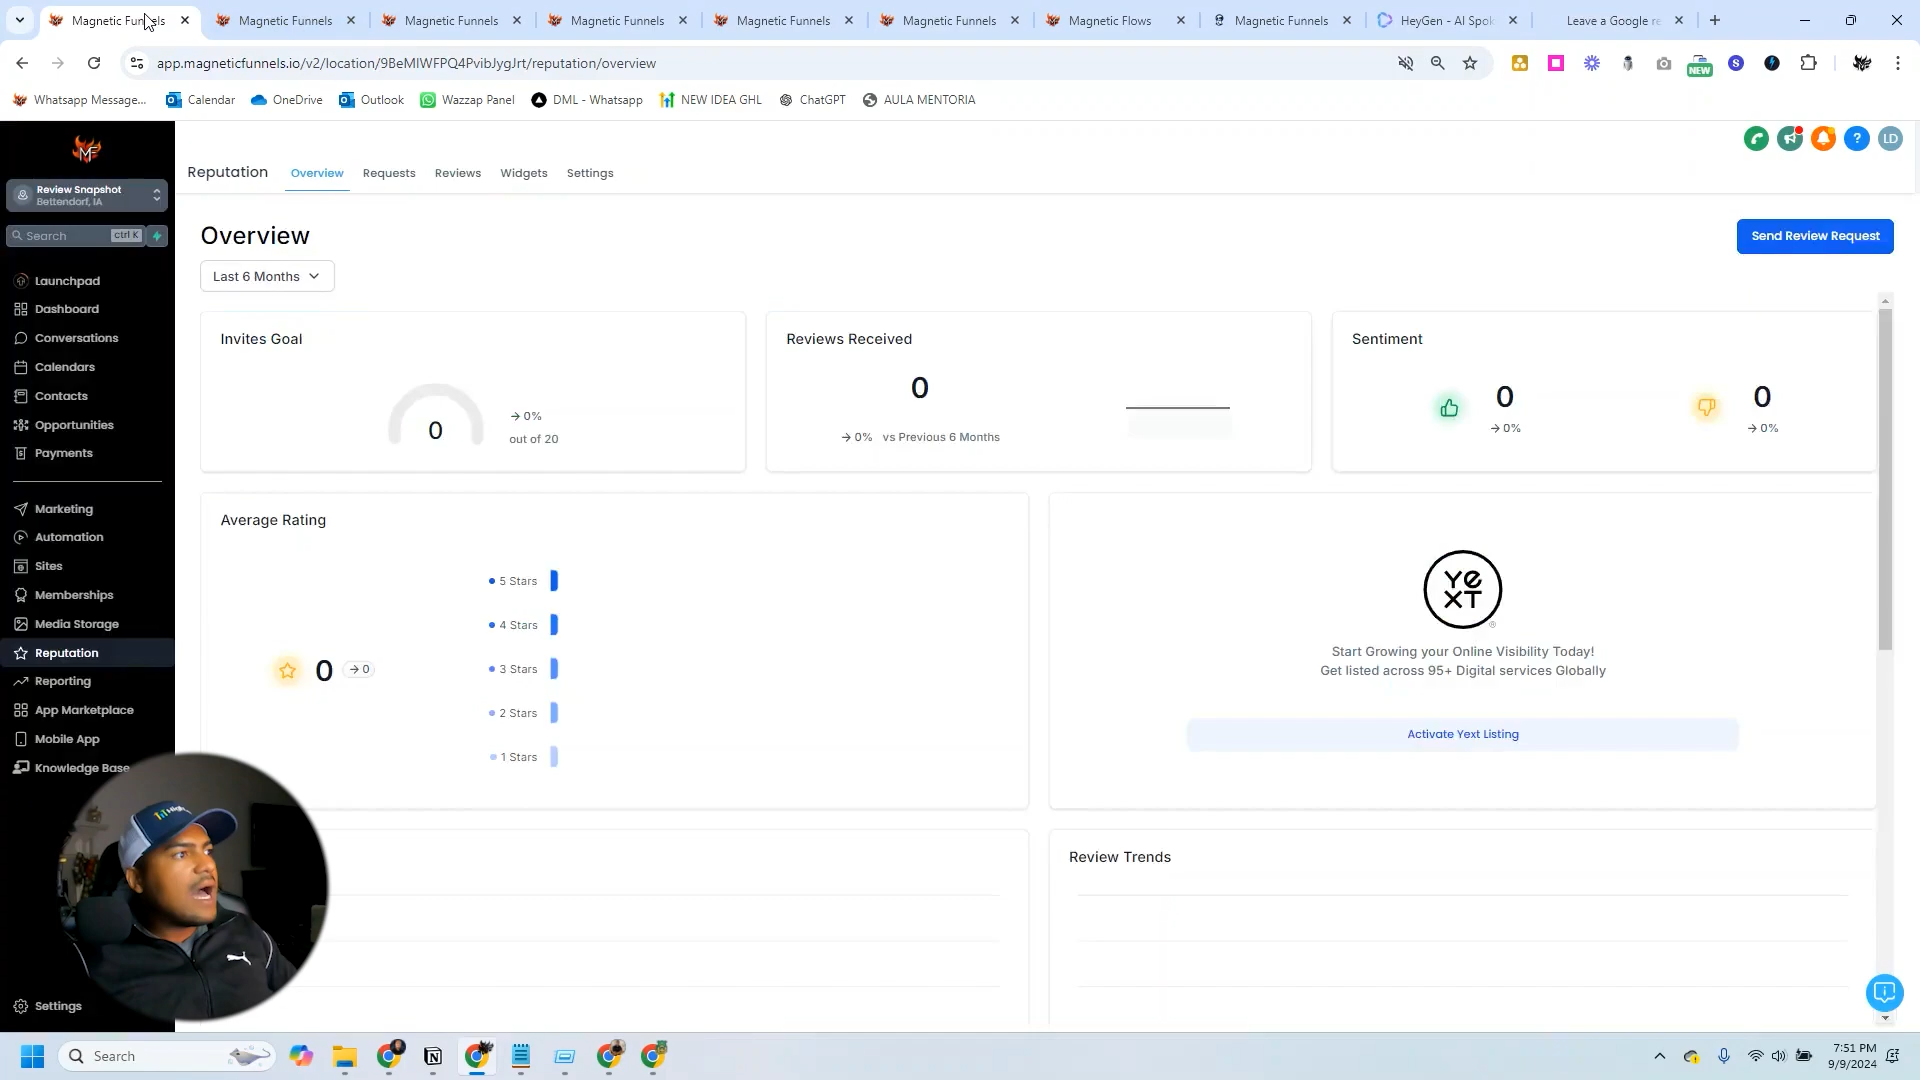 Magnetic Funnels
Magnetic Funnels
Magnetic Funnels
Magnetic Funnels
Magnetic Funnels
Magnetic Funnels
Magnetic Flows
Magnetic Funnels
HeyGen - AI Spok
Leave a Google re
app.magneticfunnels.io/v2/location/9BeMIWFPQ4PvibJygJrt/reputation/overview
NEW
Whatsapp Message...
Calendar
OneDrive
Outlook
Wazzap Panel
DML - Whatsapp
NEW IDEA GHL
ChatGPT
AULA MENTORIA
MF
LD
Reputation
Overview
Requests
Reviews
Widgets
Settings
Review Snapshot
Bettendorf, IA
Search
ctrl K
Launchpad
Dashboard
Conversations
Calendars
Contacts
Opportunities
Payments
Marketing
Automation
Sites
Memberships
Media Storage
Reputation
Reporting
App Marketplace
Mobile App
Knowledge Base
Settings
Overview
Send Review Request
Last 6 Months
Invites Goal
0
→ 0%
out of 20
Reviews Received
0
→ 0% vs Previous 6 Months
Sentiment
0
→ 0%
0
→ 0%
Average Rating
0
→ 0
5 Stars
4 Stars
3 Stars
2 Stars
1 Stars
YEXT
Start Growing your Online Visibility Today!
Get listed across 95+ Digital services Globally
Activate Yext Listing
Review Trends
Search
7:51 PM
9/9/2024